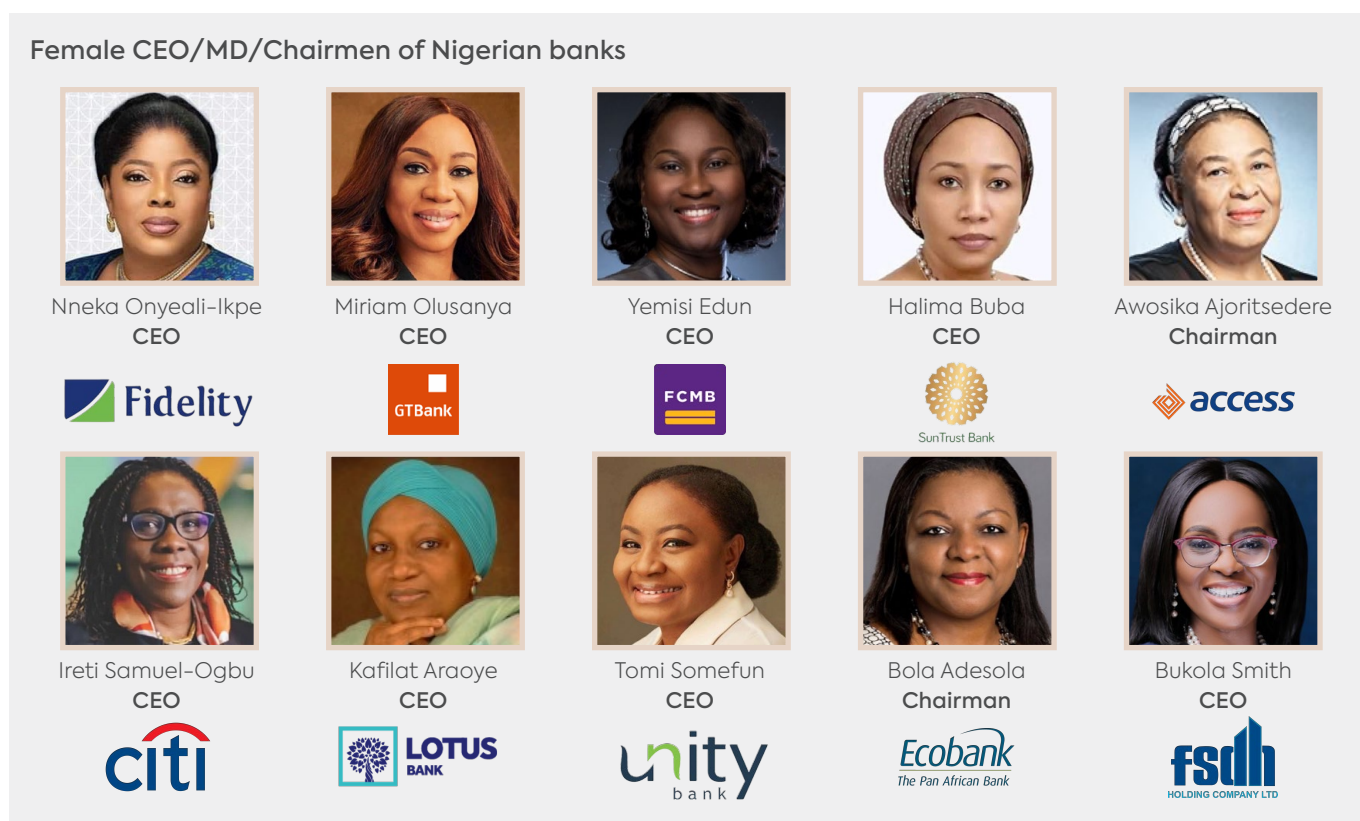 Female CEO/MD/Chairmen of Nigerian banks
Nneka Onyeali-Ikpe
CEO
Fidelity
Miriam Olusanya
CEO
GTBank
Yemisi Edun
CEO
FCMB
Halima Buba
CEO
SunTrust Bank
Awosika Ajoritsedere
Chairman
access
Ireti Samuel-Ogbu
CEO
citi
Kafilat Araoye
CEO
LOTUS
BANK
Tomi Somefun
CEO
unity
bank
Bola Adesola
Chairman
Ecobank
The Pan African Bank
Bukola Smith
CEO
fsdh
HOLDING COMPANY LTD